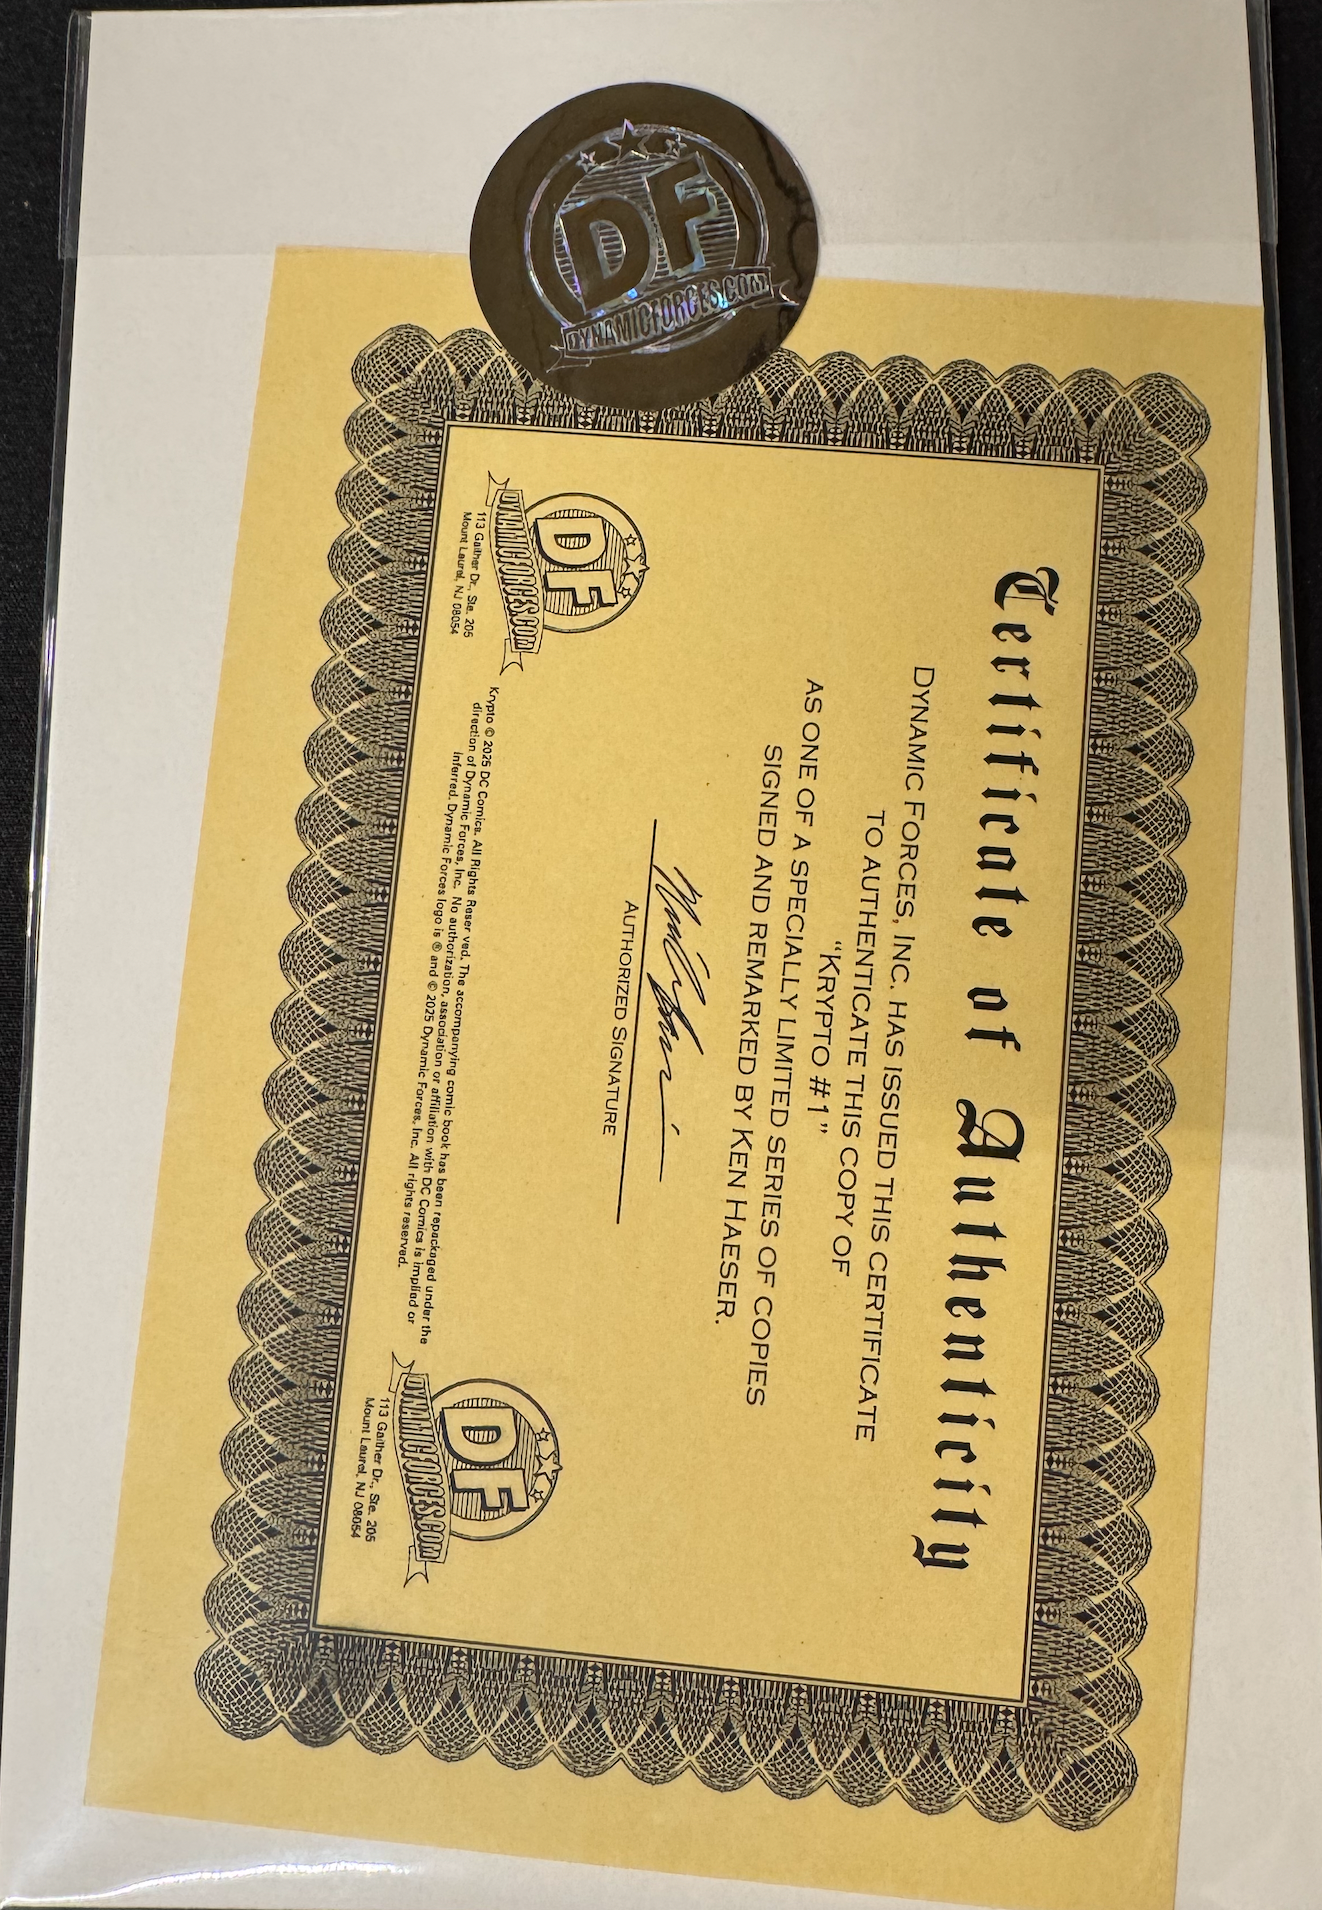 DF
DYNAMICFORCES.COM
Certificate of Authenticity
DYNAMIC FORCES, INC. HAS ISSUED THIS CERTIFICATE
TO AUTHENTICATE THIS COPY OF
“KRYPTO #1”
AS ONE OF A SPECIALLY LIMITED SERIES OF COPIES
SIGNED AND REMARKED BY KEN HAESER.
AUTHORIZED SIGNATURE
DF
DYNAMICFORCES.COM
113 Gaither Dr., Ste. 205
Mount Laurel, NJ 08054
Krypto © 2025 DC Comics. All Rights Reser ved. The accompanying comic book has been repackaged under the
direction of Dynamic Forces, Inc. No authorization, association or affiliation with DC Comics is implied or
inferred. Dynamic Forces logo is ® and © 2025 Dynamic Forces, Inc. All rights reserved.
DF
DYNAMICFORCES.COM
113 Gaither Dr., Ste. 205
Mount Laurel, NJ 08054